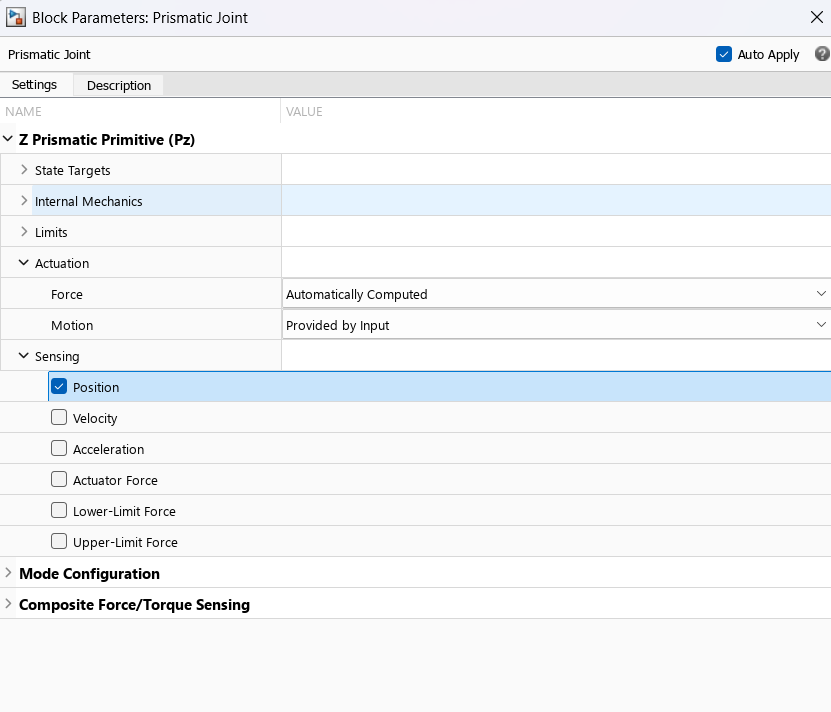 Block Parameters: Prismatic Joint
Prismatic Joint
Auto Apply
?
Settings Description
NAME VALUE
Z Prismatic Primitive (Pz)
State Targets
Internal Mechanics
Limits
Actuation
Force Automatically Computed
Motion Provided by Input
Sensing
Position
Velocity
Acceleration
Actuator Force
Lower-Limit Force
Upper-Limit Force
Mode Configuration
Composite Force/Torque Sensing